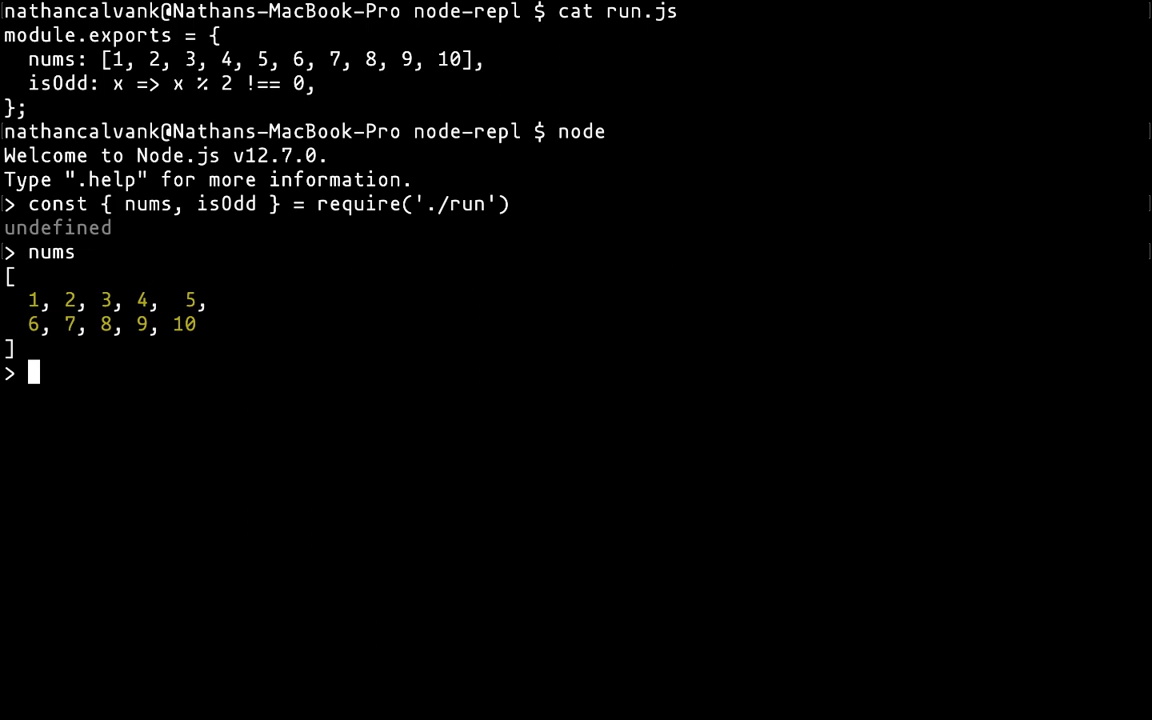 nathancalvank@Nathans-MacBook-Pro node-repl $ cat run.js
module.exports = {
  nums: [1, 2, 3, 4, 5, 6, 7, 8, 9, 10],
  isOdd: x => x % 2 !== 0,
};
nathancalvank@Nathans-MacBook-Pro node-repl $ node
Welcome to Node.js v12.7.0.
Type ".help" for more information.
> const { nums, isOdd } = require('./run')
undefined
> nums
[
  1, 2, 3, 4,  5,
  6, 7, 8, 9, 10
]
>